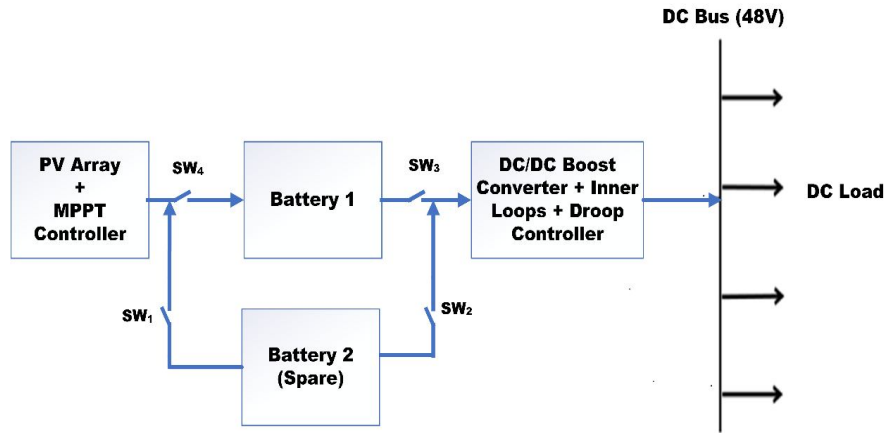 DC Bus (48V)
PV Array
+
MPPT
Controller
SW₄
Battery 1
SW₃
DC/DC Boost
Converter + Inner
Loops + Droop
Controller
DC Load
SW₁
Battery 2
(Spare)
SW₂